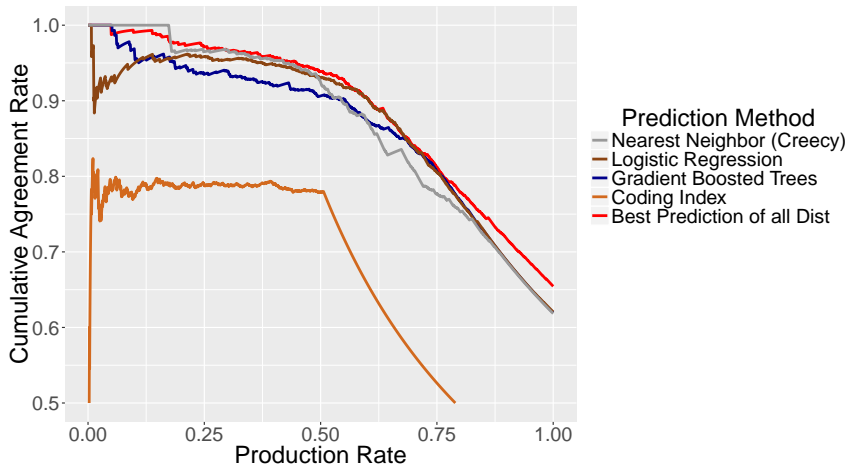 1.0
0.9
0.8
0.7
0.6
0.5
Cumulative Agreement Rate
0.00
0.25
0.50
0.75
1.00
Production Rate
Prediction Method
Nearest Neighbor (Creecy)
Logistic Regression
Gradient Boosted Trees
Coding Index
Best Prediction of all Dist